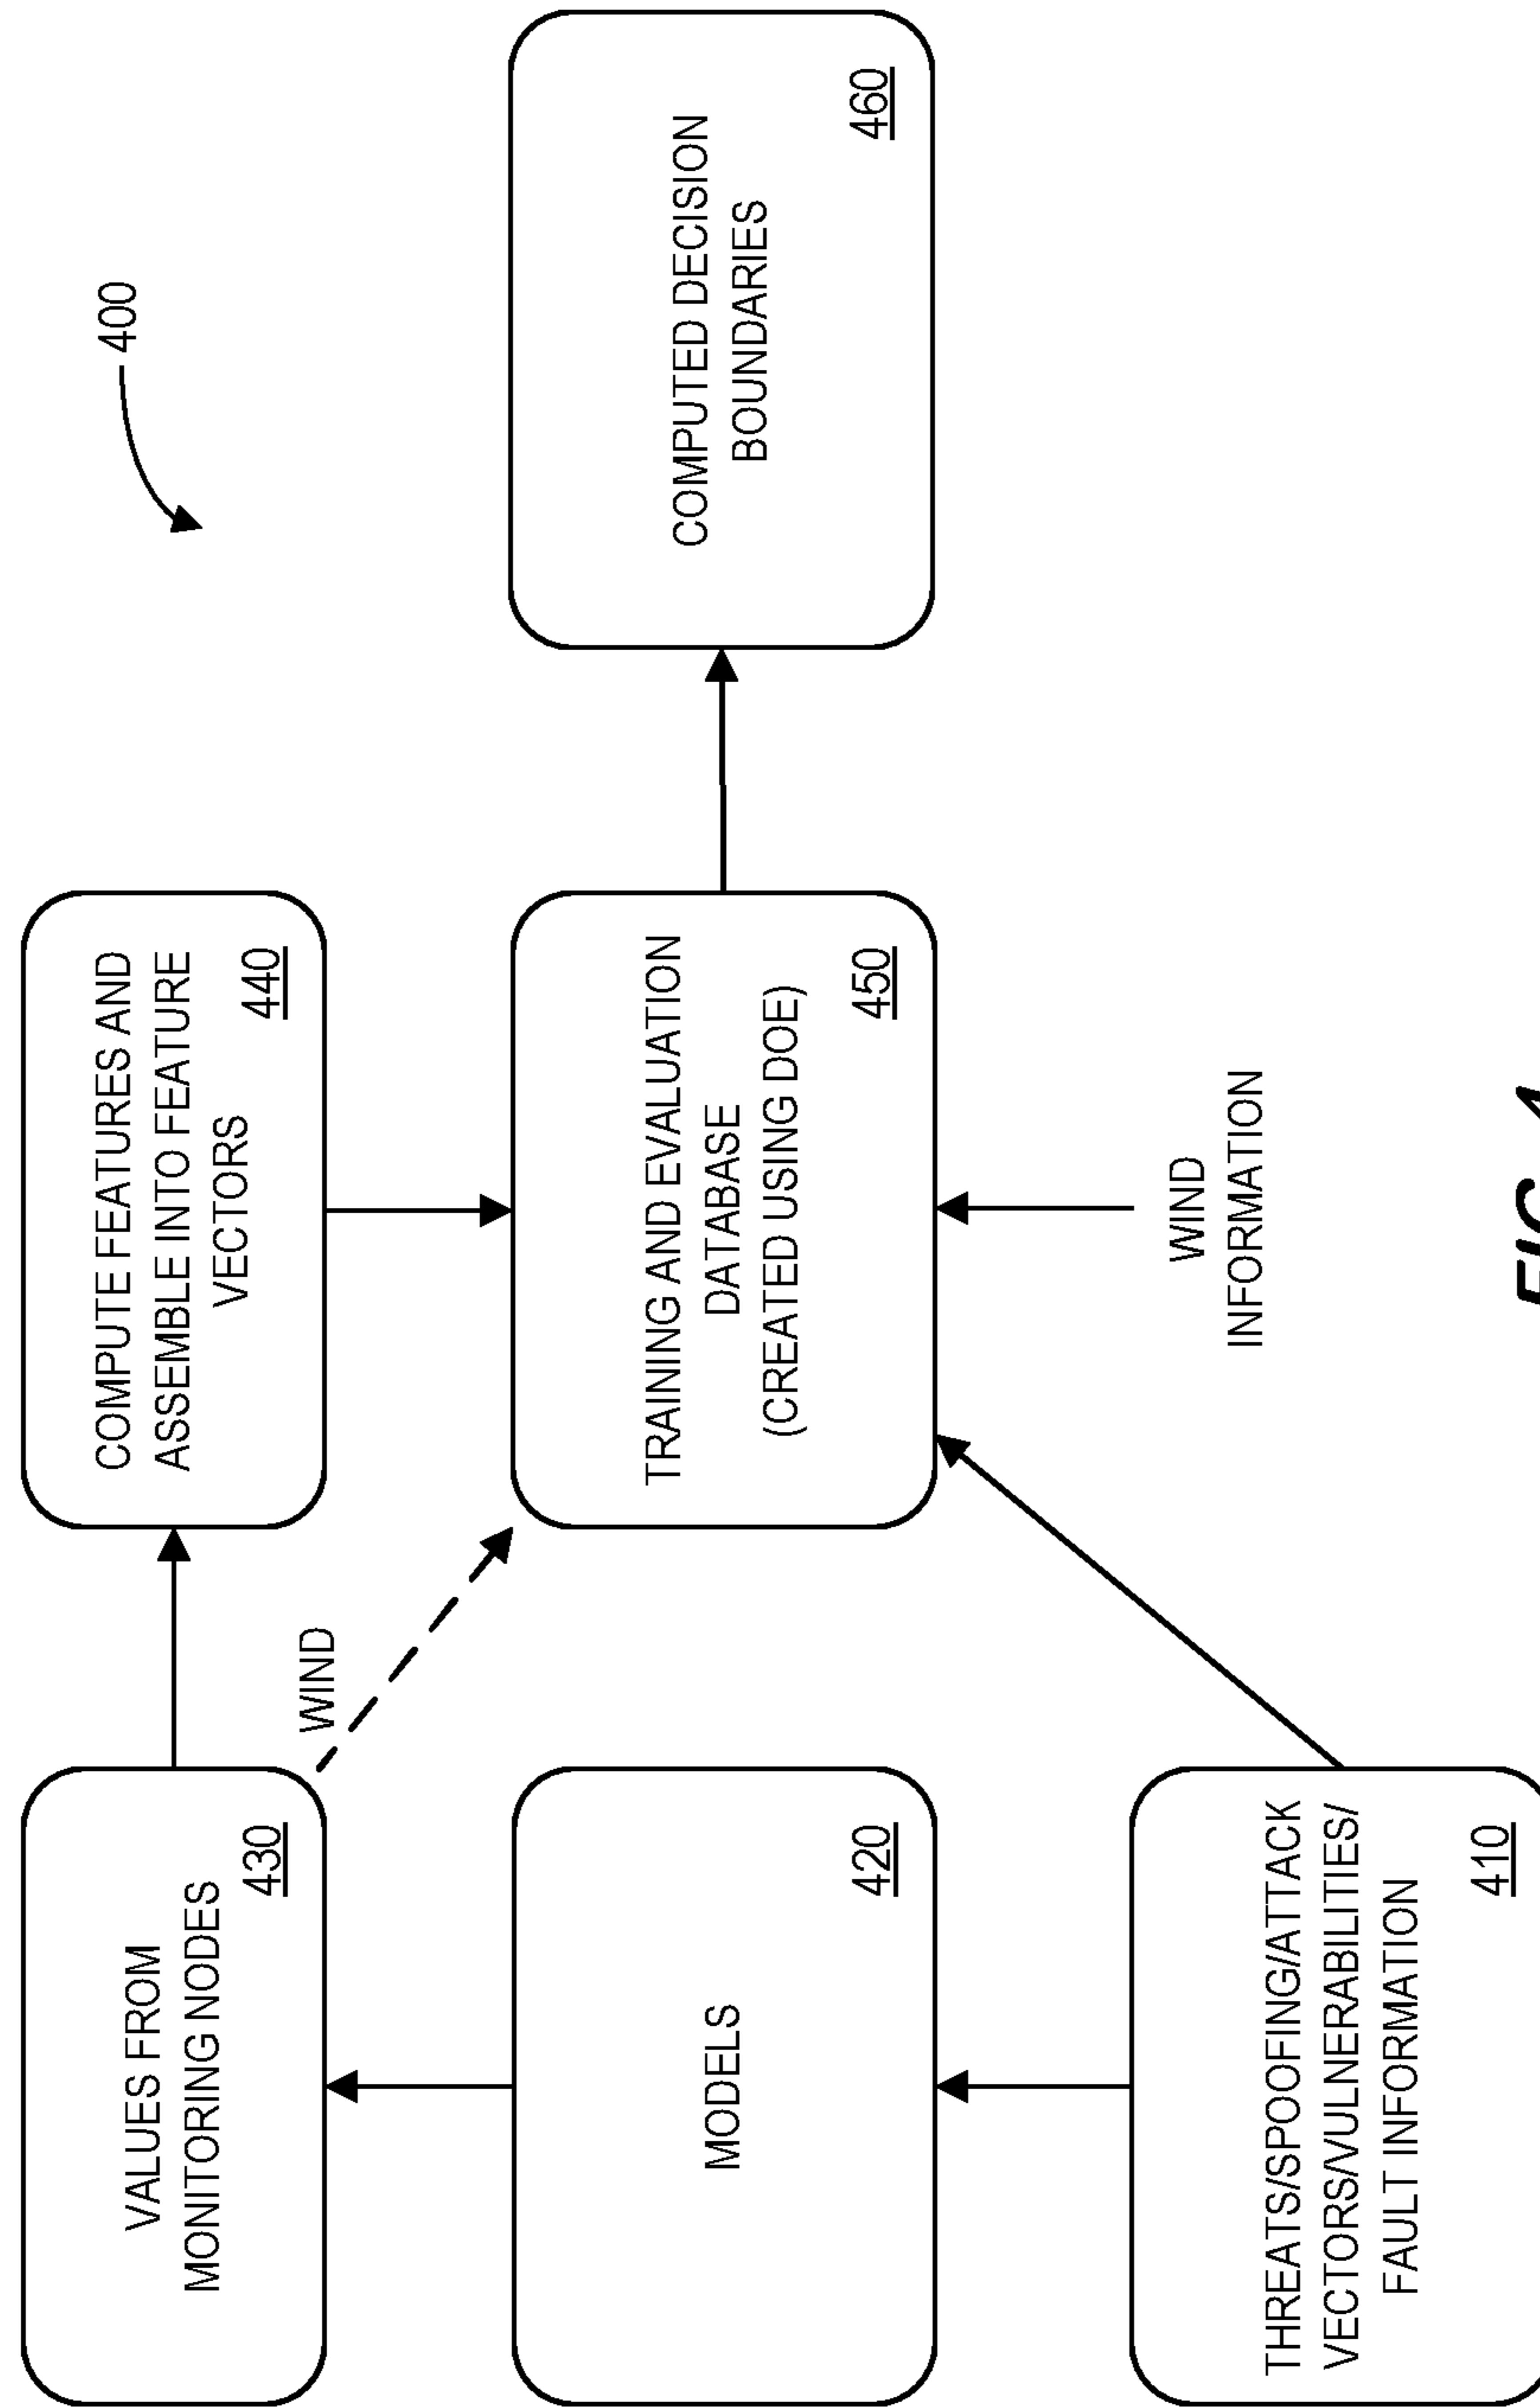 400
VALUES FROM
MONITORING NODES
430
COMPUTE FEATURES AND
ASSEMBLE INTO FEATURE
VECTORS
440
WIND
MODELS
420
TRAINING AND EVALUATION
DATABASE
(CREATED USING DOE)
450
COMPUTED DECISION
BOUNDARIES
460
THREATS/SPOOFING/ATTACK
VECTORS/VULNERABILITIES/
FAULT INFORMATION
410
WIND
INFORMATION